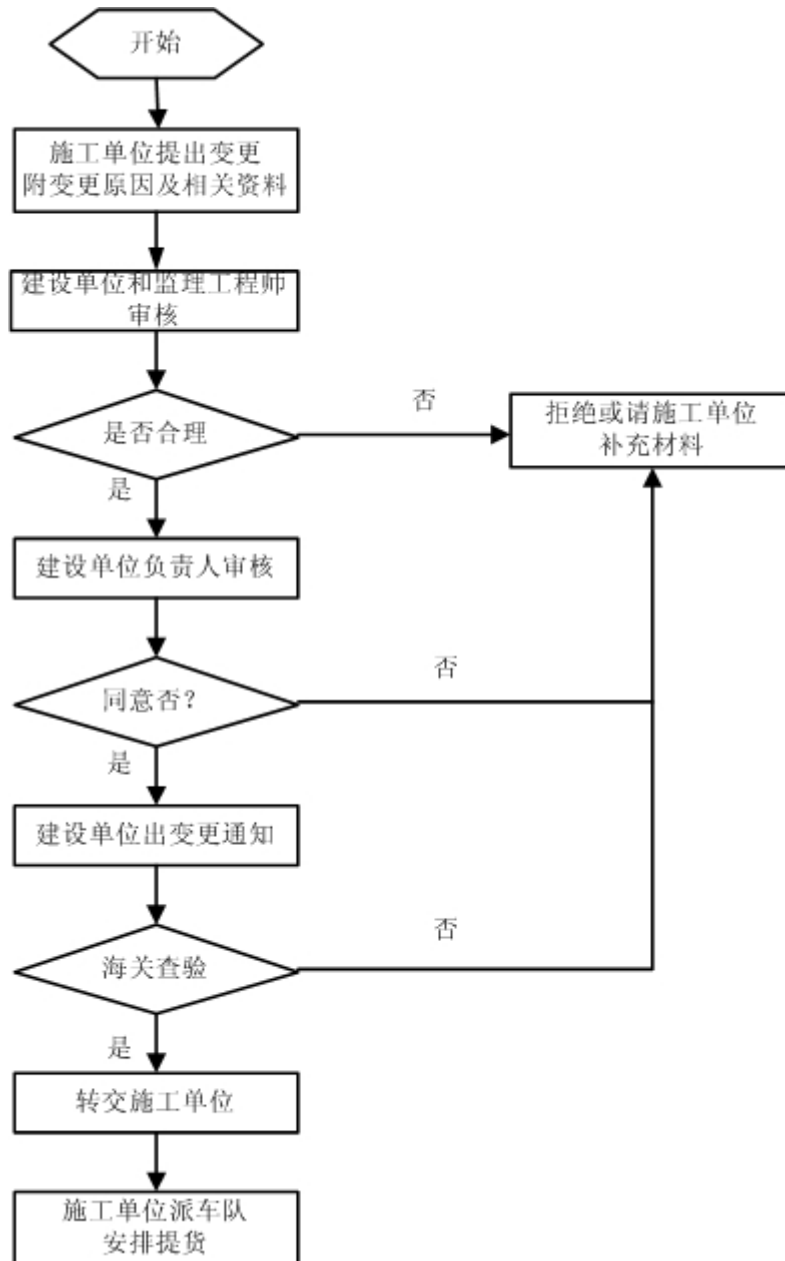 开始
施工单位提出变更
附变更原因及相关资料
建设单位和监理工程师
审核
是否合理
否
拒绝或请施工单位
补充材料
是
建设单位负责人审核
同意否？
否
是
建设单位出变更通知
海关查验
否
是
转交施工单位
施工单位派车队
安排提货